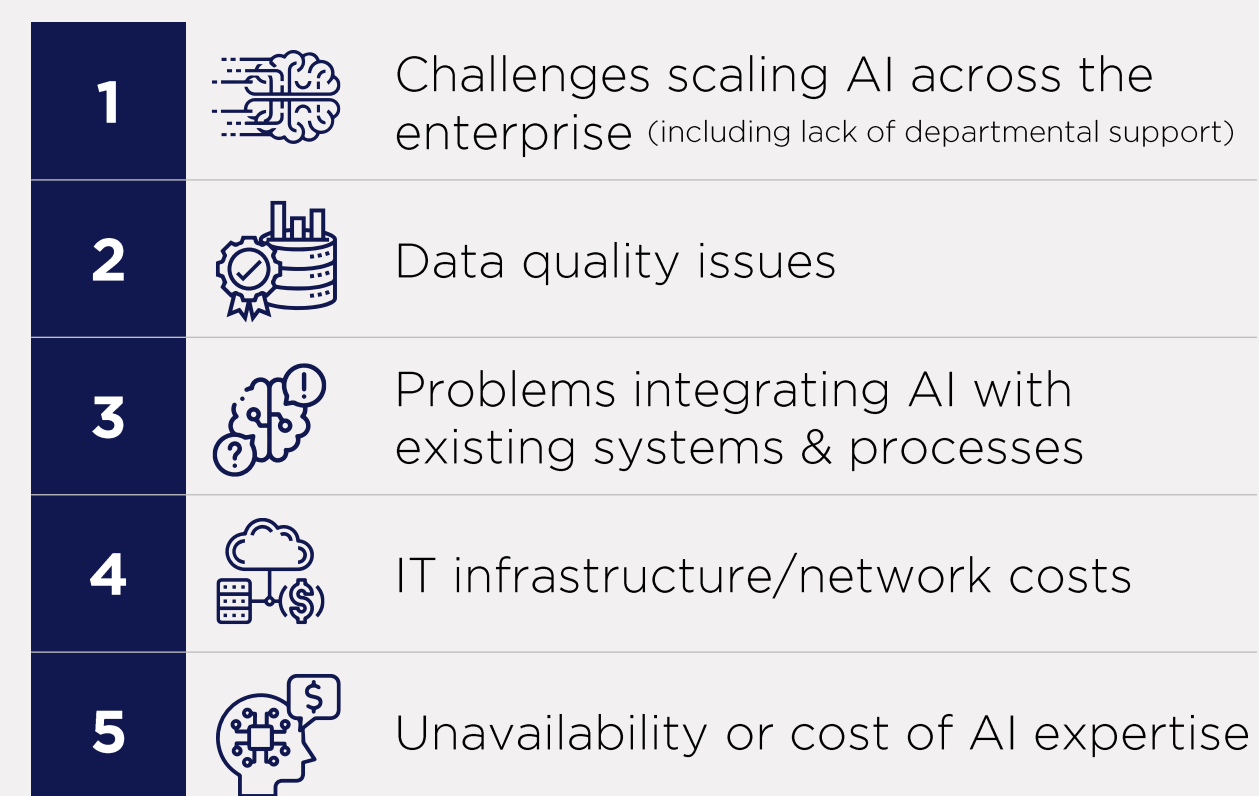 1
Challenges scaling AI across the
enterprise (including lack of departmental support)
2
Data quality issues
3
Problems integrating AI with
existing systems & processes
4
IT infrastructure/network costs
5
Unavailability or cost of AI expertise